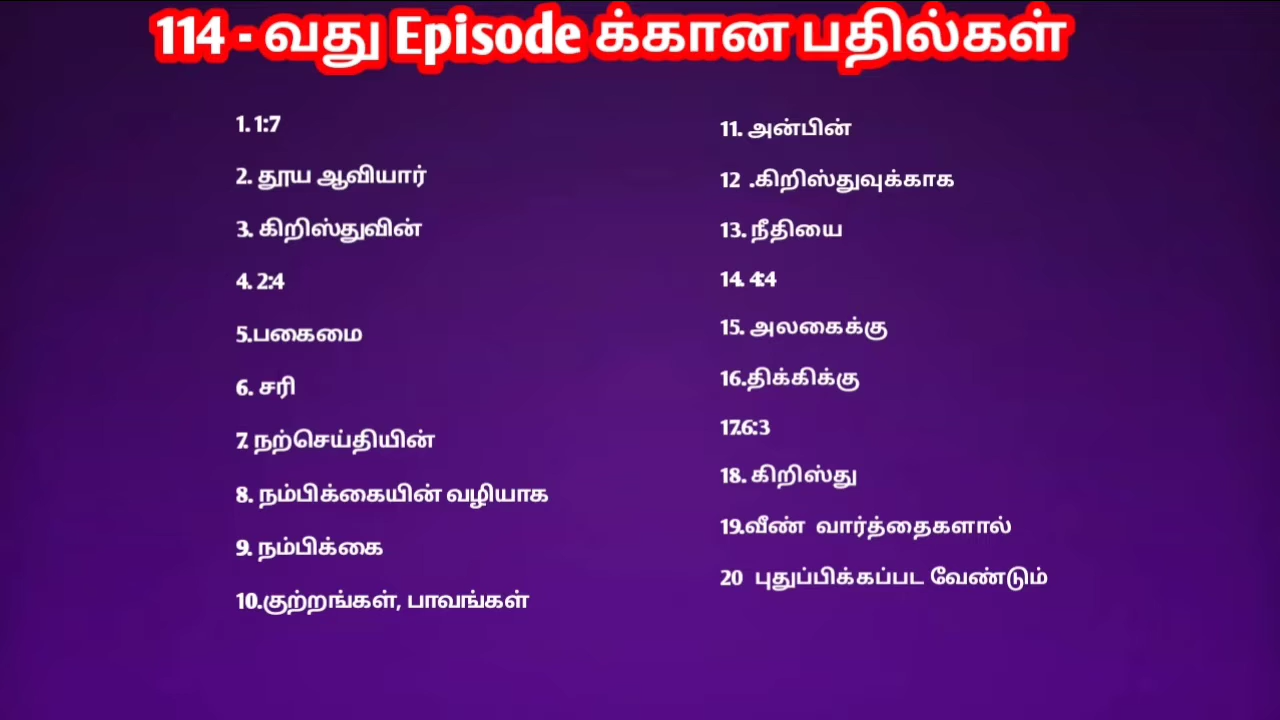 114 - வது Episode க்கான பதில்கள்
1. 1:7
2. தூய ஆவியார்
3. கிறிஸ்துவின்
4. 2:4
5.பகைமை
6. சரி
7. நற்செய்தியின்
8. நம்பிக்கையின் வழியாக
9. நம்பிக்கை
10.குற்றங்கள், பாவங்கள்
11. அன்பின்
12 .கிறிஸ்துவுக்காக
13. நீதியை
14. 4:4
15. அலகைக்கு
16.திக்கிக்கு
17.6:3
18. கிறிஸ்து
19.வீண் வார்த்தைகளால்
20 புதுப்பிக்கப்பட வேண்டும்